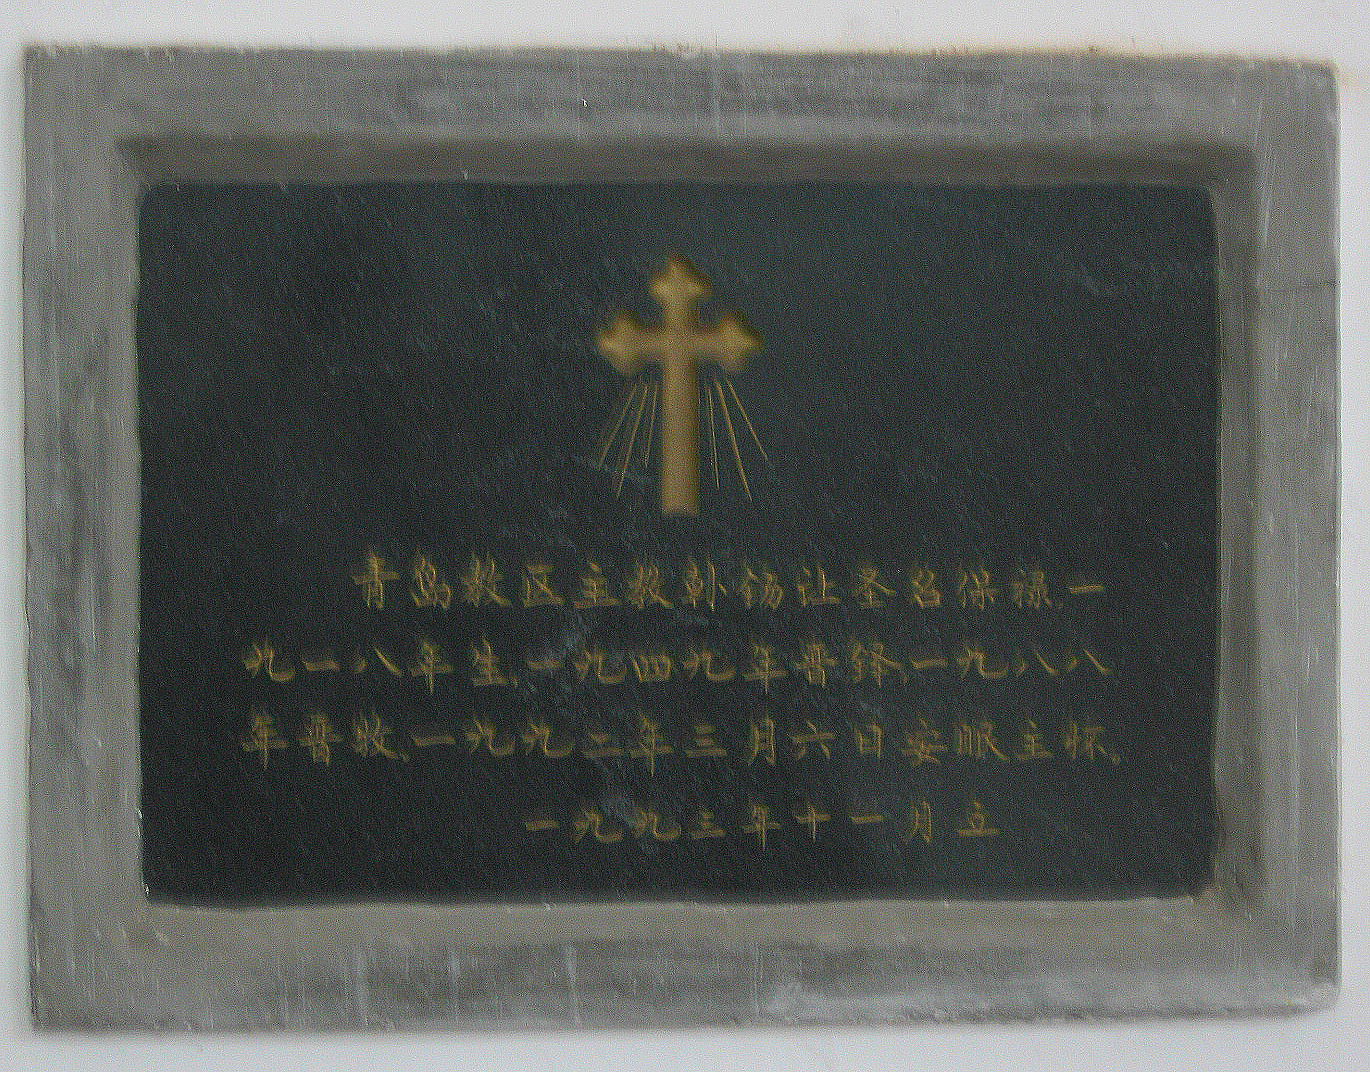 青岛教区主教韩锡让圣名保禄一
九一八年生,一九四九年晋铎,一九八八
年晋牧,一九九二年三月六日安眠主怀,
一九九三年十一月立